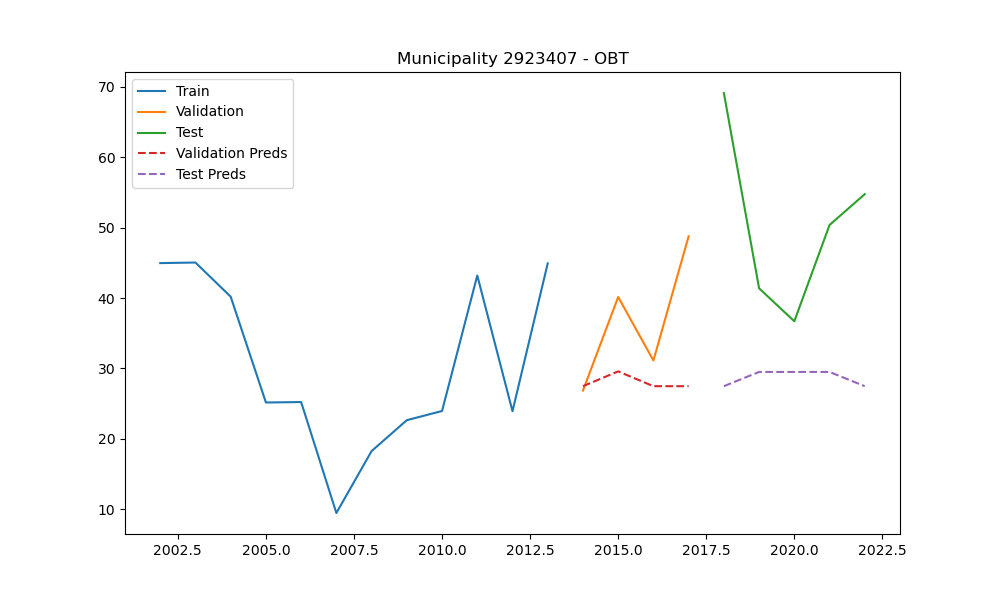 Municipality 2923407 - OBT
Train
Validation
Test
Validation Preds
Test Preds
70
60
50
40
30
20
10
2002.5 2005.0 2007.5 2010.0 2012.5 2015.0 2017.5 2020.0 2022.5